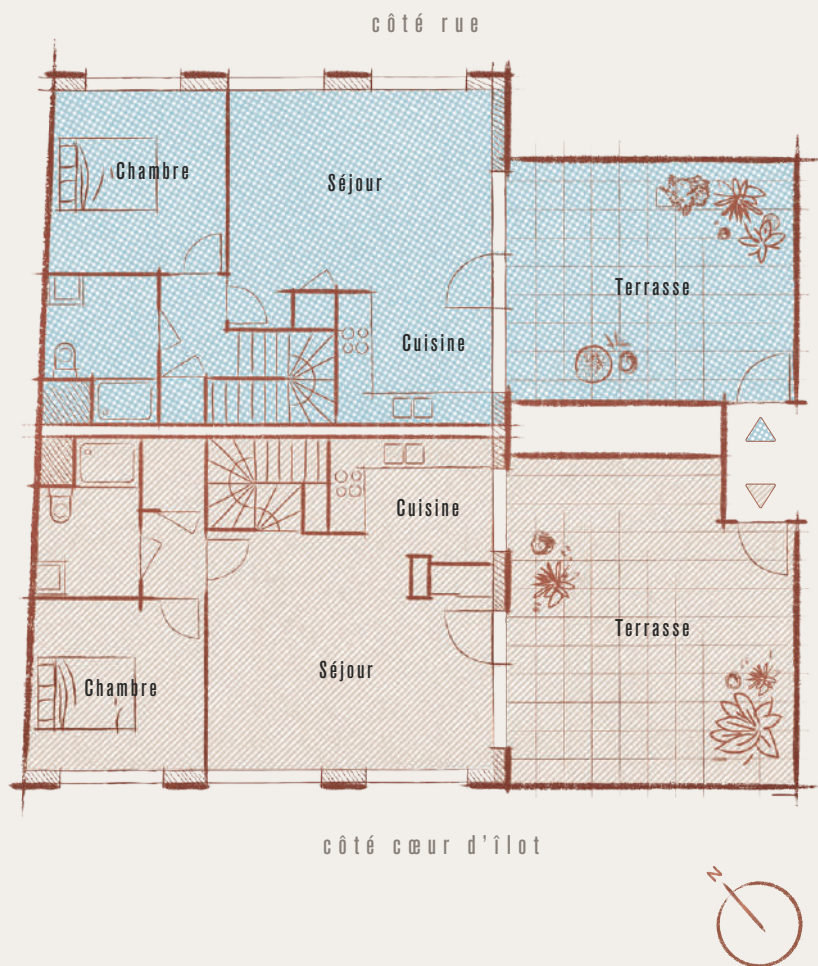 côté rue
Chambre
Séjour
Terrasse
Cuisine
Cuisine
Terrasse
Séjour
Chambre
côté cœur d'îlot
N